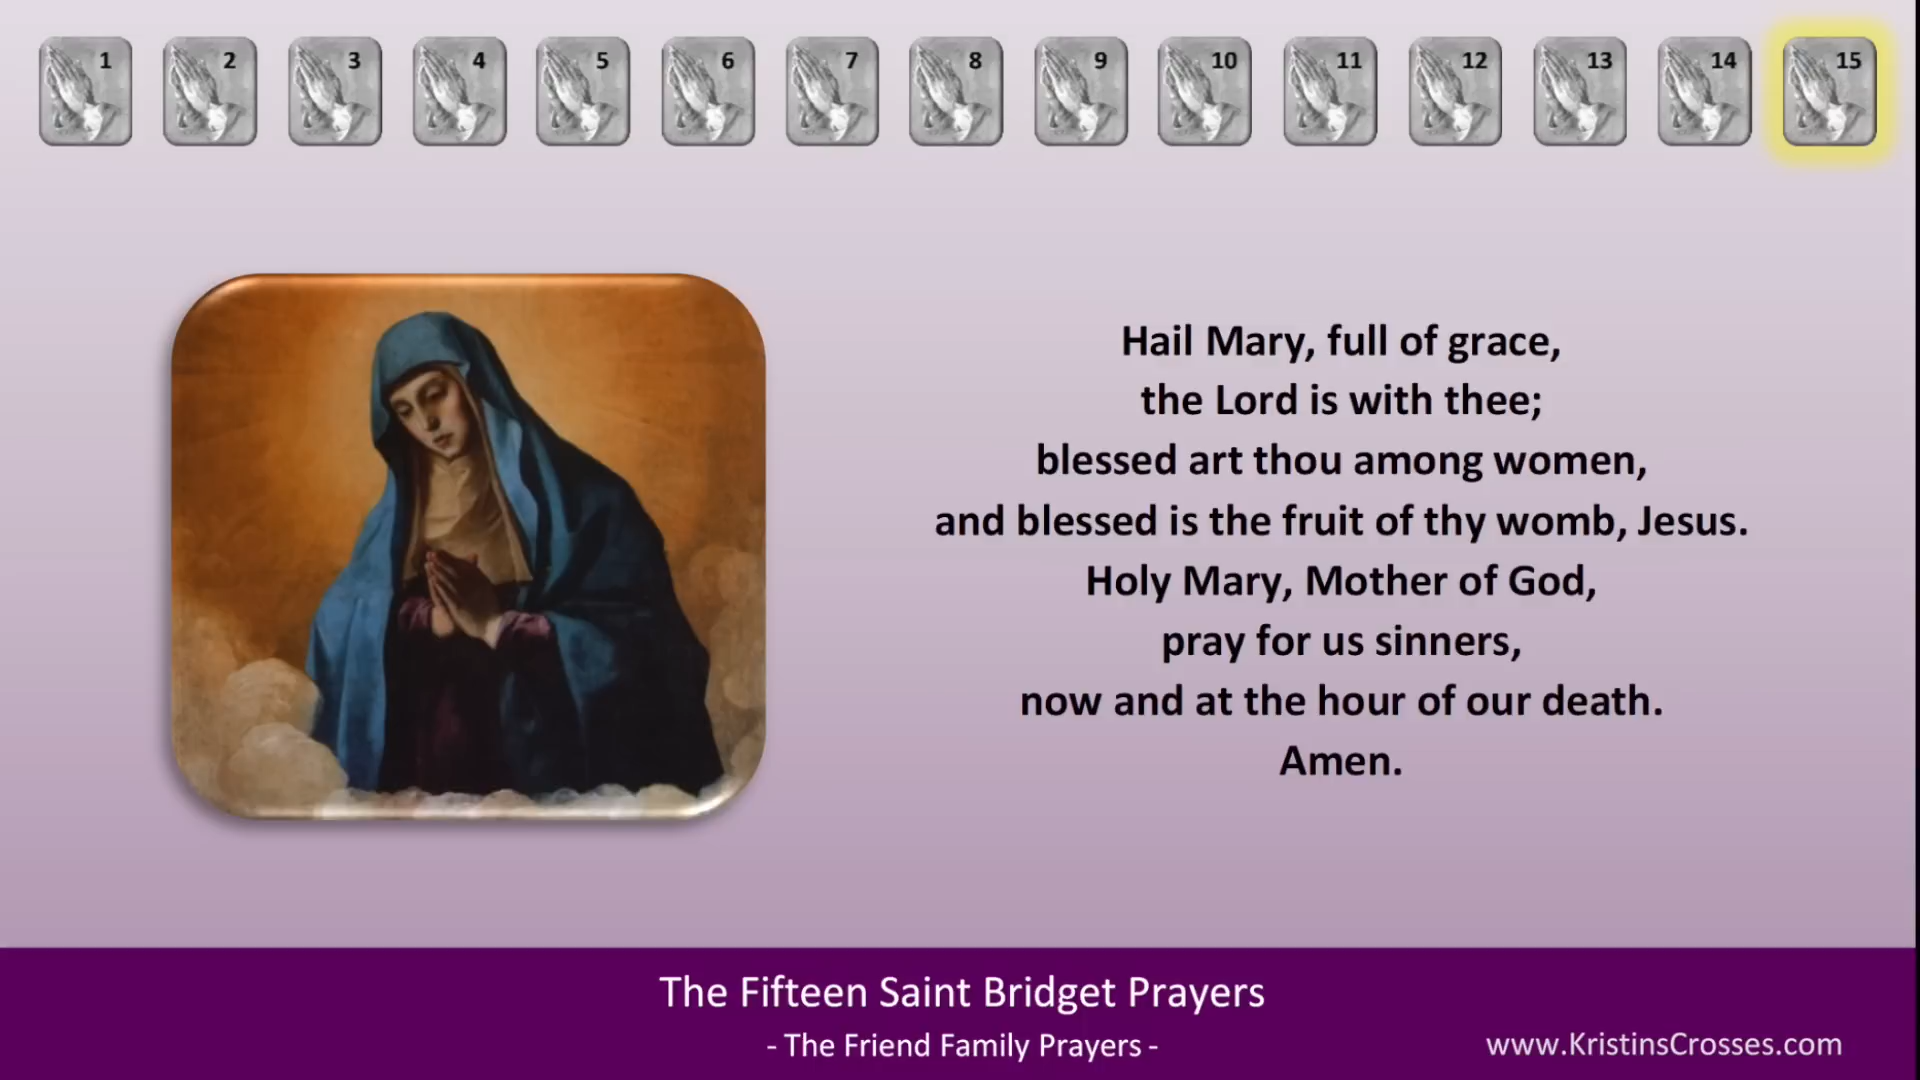 1 2 3 4 5 6 7 8 9 10 11 12 13 14 15
Hail Mary, full of grace,
the Lord is with thee;
blessed art thou among women,
and blessed is the fruit of thy womb, Jesus.
Holy Mary, Mother of God,
pray for us sinners,
now and at the hour of our death.
Amen.
The Fifteen Saint Bridget Prayers
- The Friend Family Prayers -
www.KristinsCrosses.com